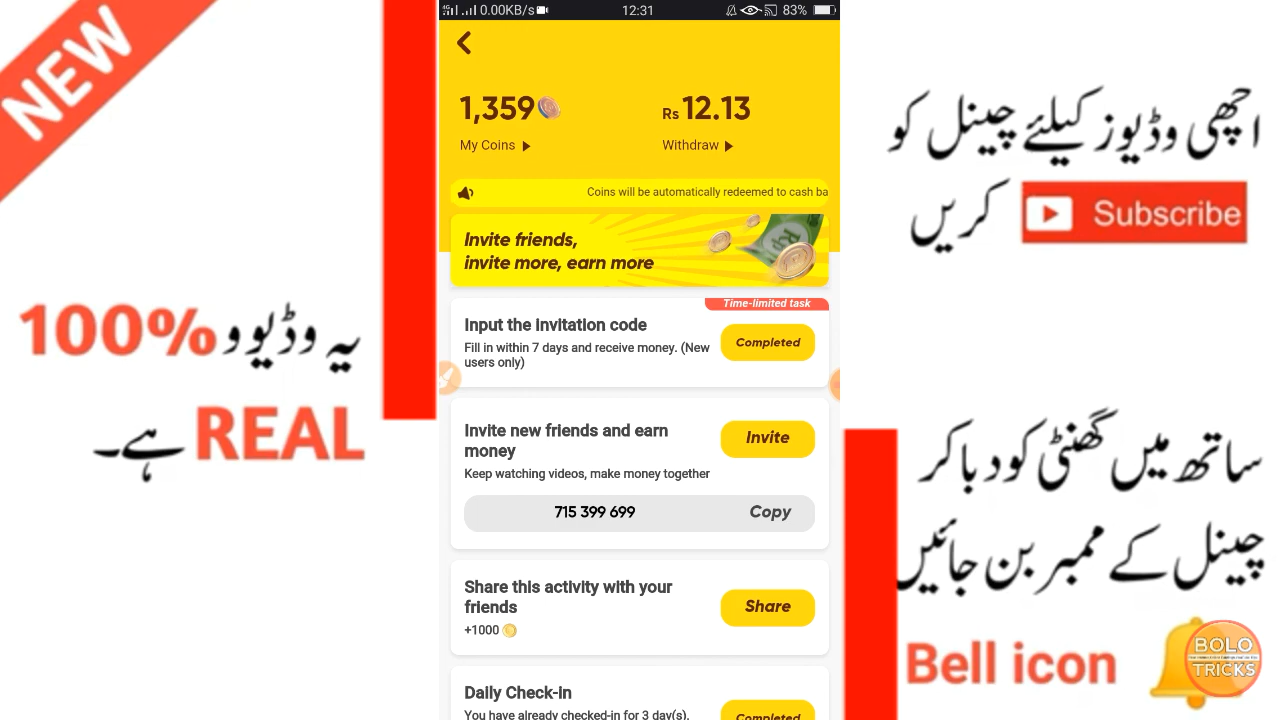 NEW
یہ وڈیوو 100%
REAL ہے۔
0.00KB/s
12:31
83%
1,359
Rs 12.13
My Coins
Withdraw
Coins will be automatically redeemed to cash ba
Invite friends,
invite more, earn more
Time-limited task
Input the invitation code
Fill in within 7 days and receive money. (New
users only)
Completed
Invite new friends and earn
money
Keep watching videos, make money together
Invite
715 399 699
Copy
Share this activity with your
friends
+1000
Share
Daily Check-in
You have already checked-in for 3 day(s).
Completed
اچھی وڈیوز کیلئے چینل کو
Subscribe کریں
ساتھ میں گھنٹی کو دبا کر
چینل کے ممبر بن جائیں
Bell icon
BOLO
TRICKS